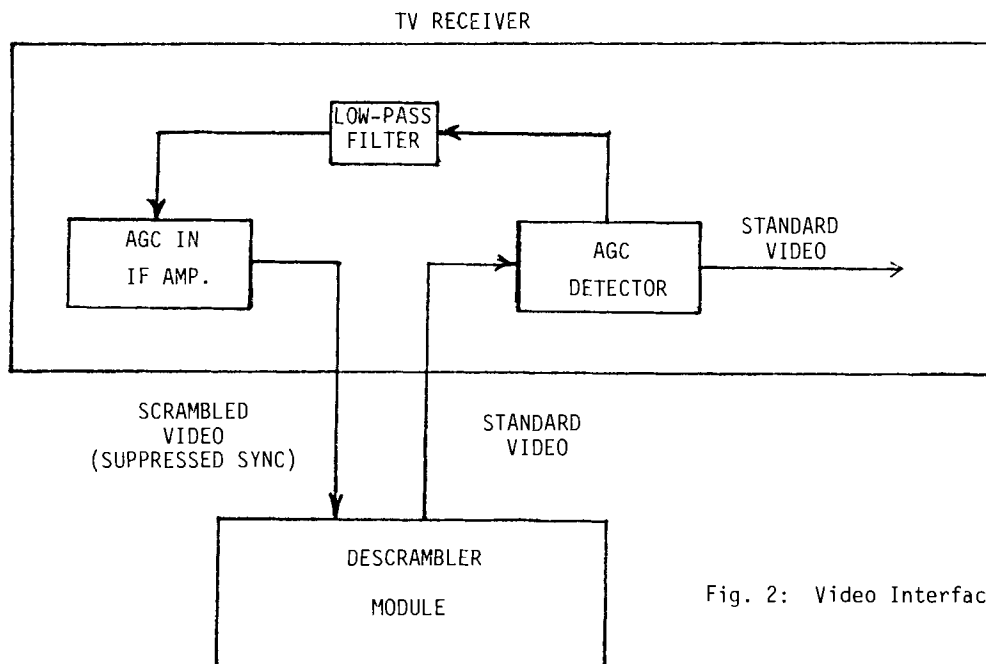 TV RECEIVER
LOW-PASS
FILTER
AGC IN
IF AMP.
AGC
DETECTOR
STANDARD
VIDEO
SCRAMBLED
VIDEO
(SUPPRESSED SYNC)
STANDARD
VIDEO
DESCRAMBLER
MODULE
Fig. 2: Video Interfac